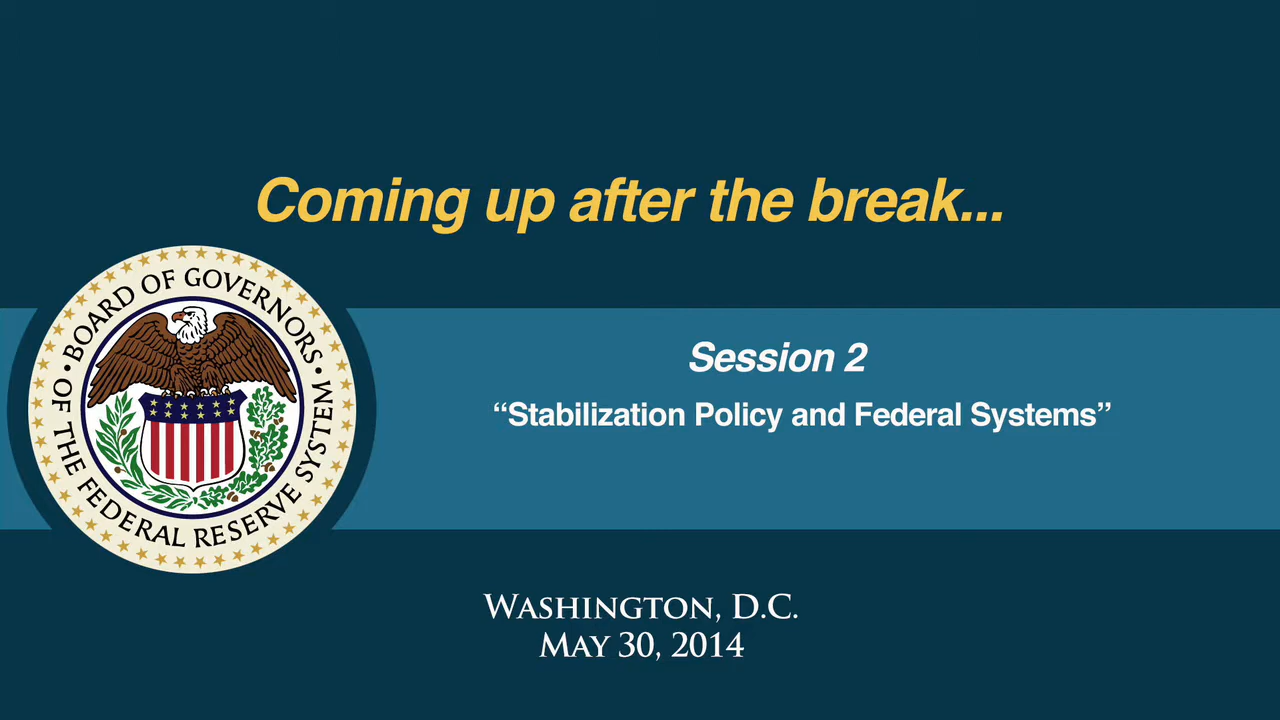 Coming up after the break...
BOARD OF GOVERNORS
OF THE FEDERAL RESERVE SYSTEM
Session 2
“Stabilization Policy and Federal Systems”
Washington, D.C.
May 30, 2014